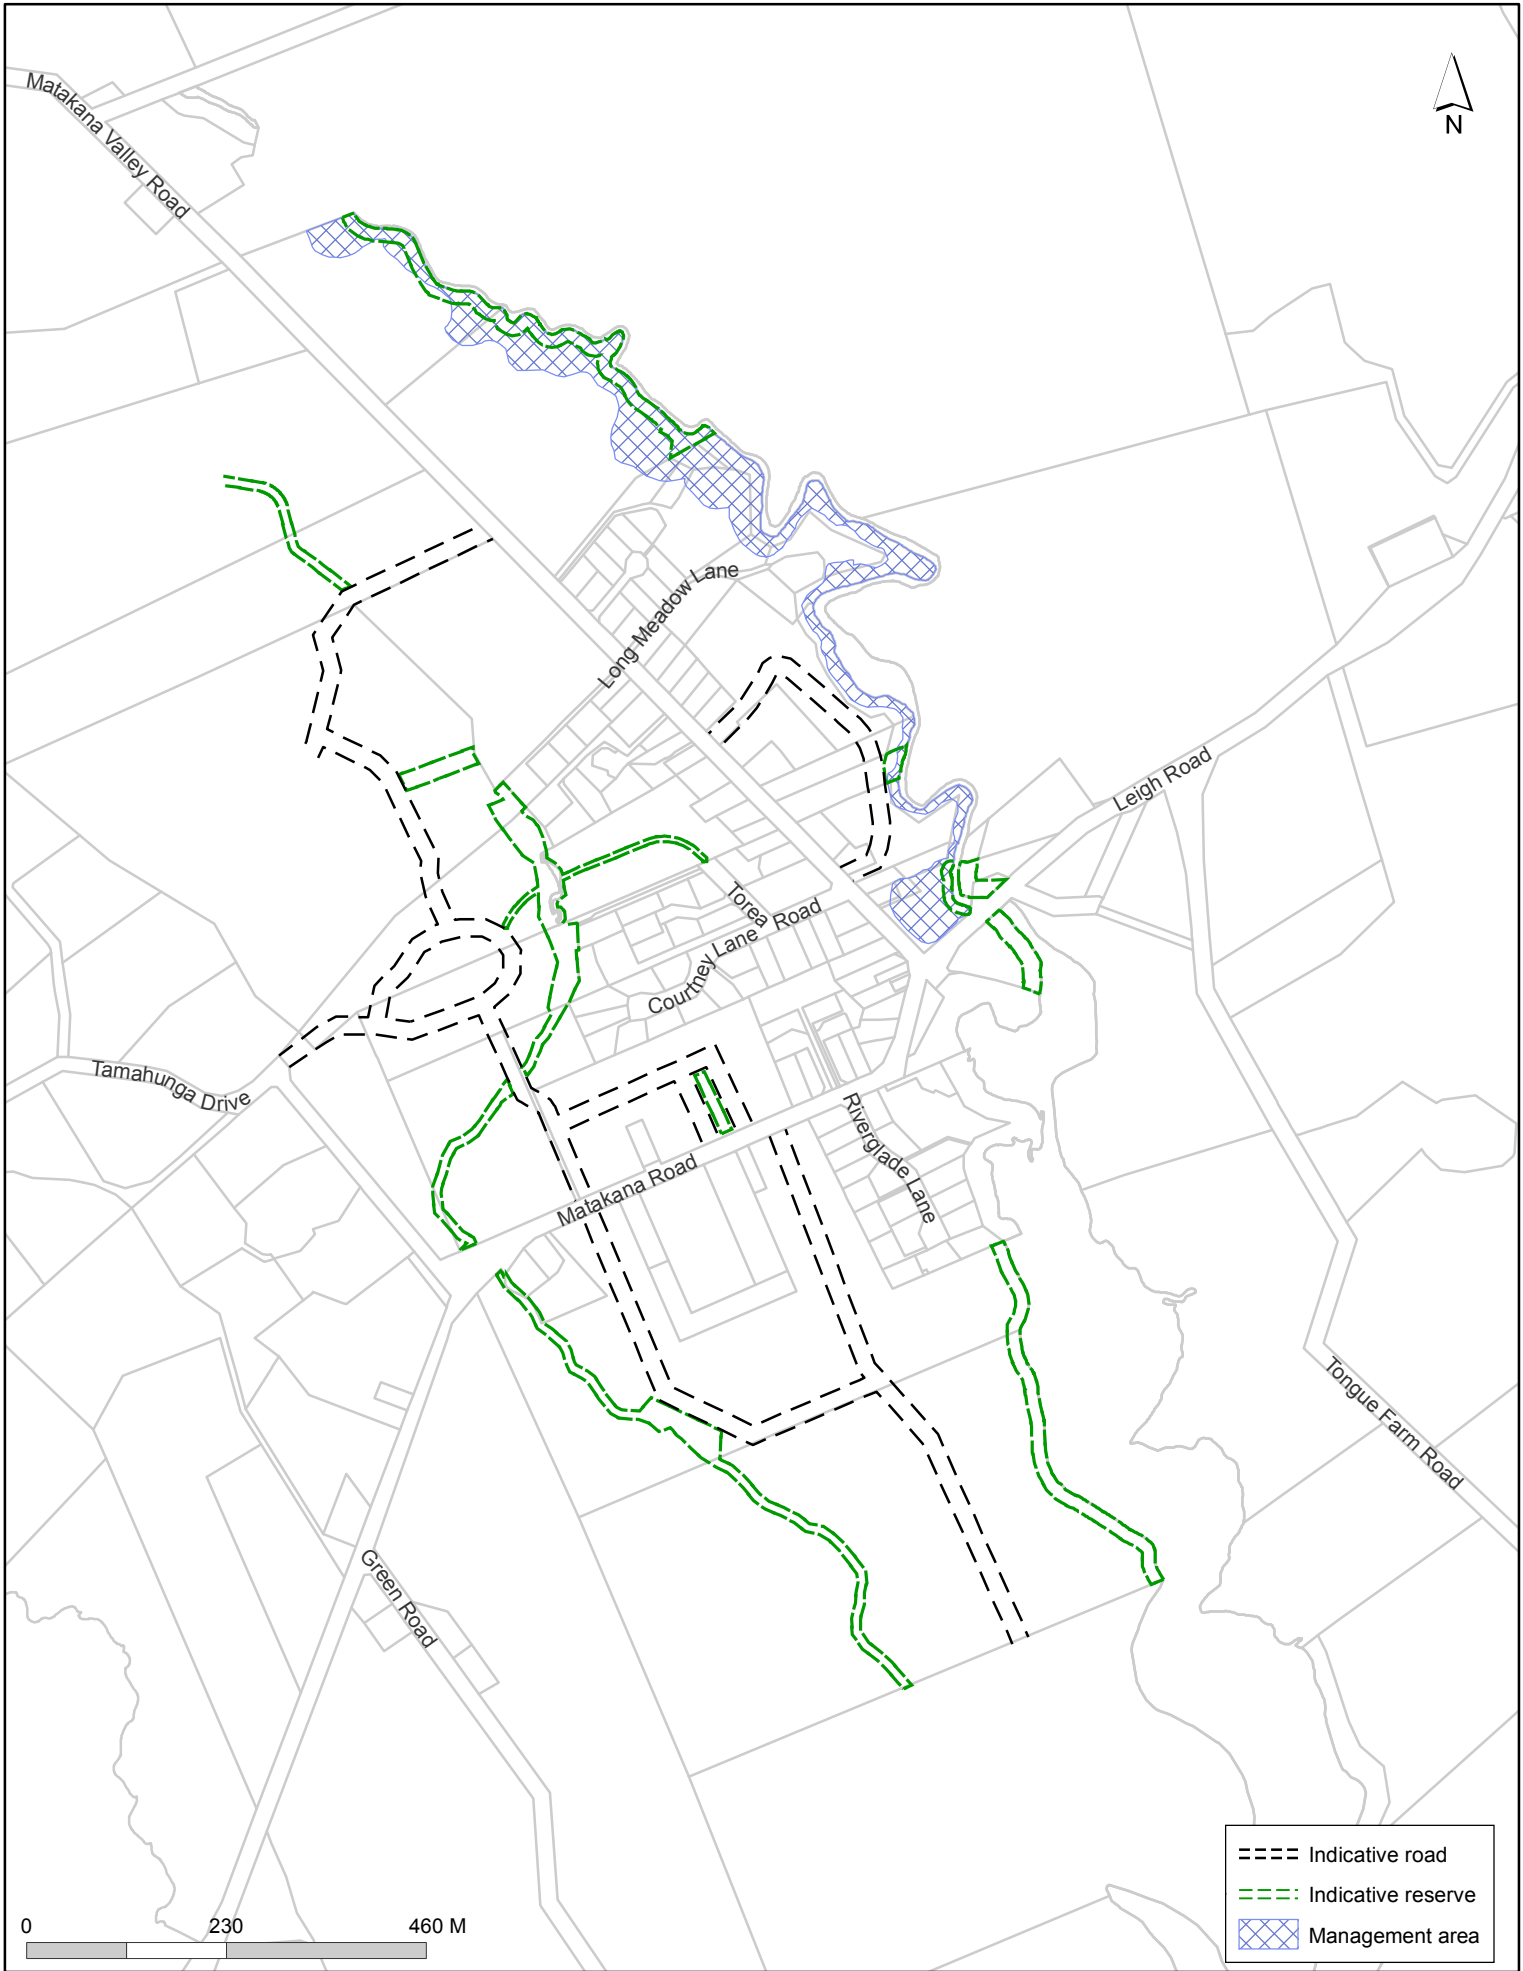 Matakana Valley Road
N
Long Meadow Lane
Leigh Road
Torea Road
Courtney Lane
Tamahunga Drive
Riverglade Lane
Matakana Road
Tongue Farm Road
Green Road
Indicative road
Indicative reserve
Management area
0 230 460 M